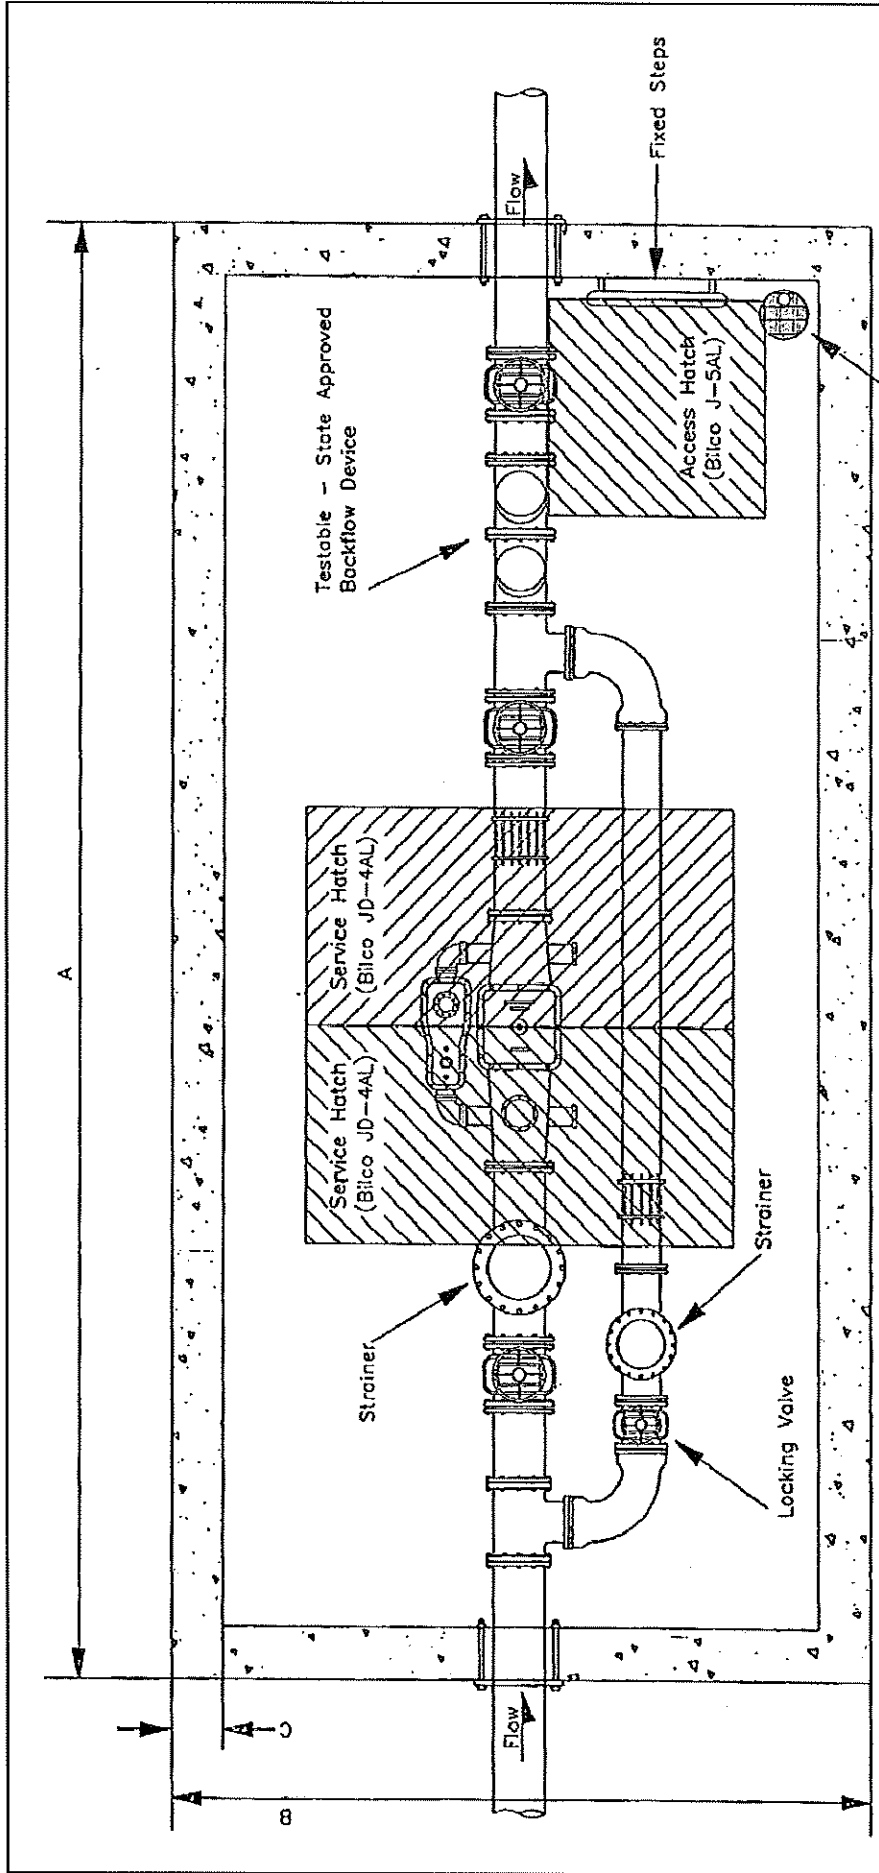 A
B
C
Flow
Flow
Testable - State Approved
Backflow Device
Service Hatch
(Bilco JD-4AL)
Service Hatch
(Bilco JD-4AL)
Access Hatch
(Bilco J-5AL)
Fixed Steps
Strainer
Strainer
Locking Valve